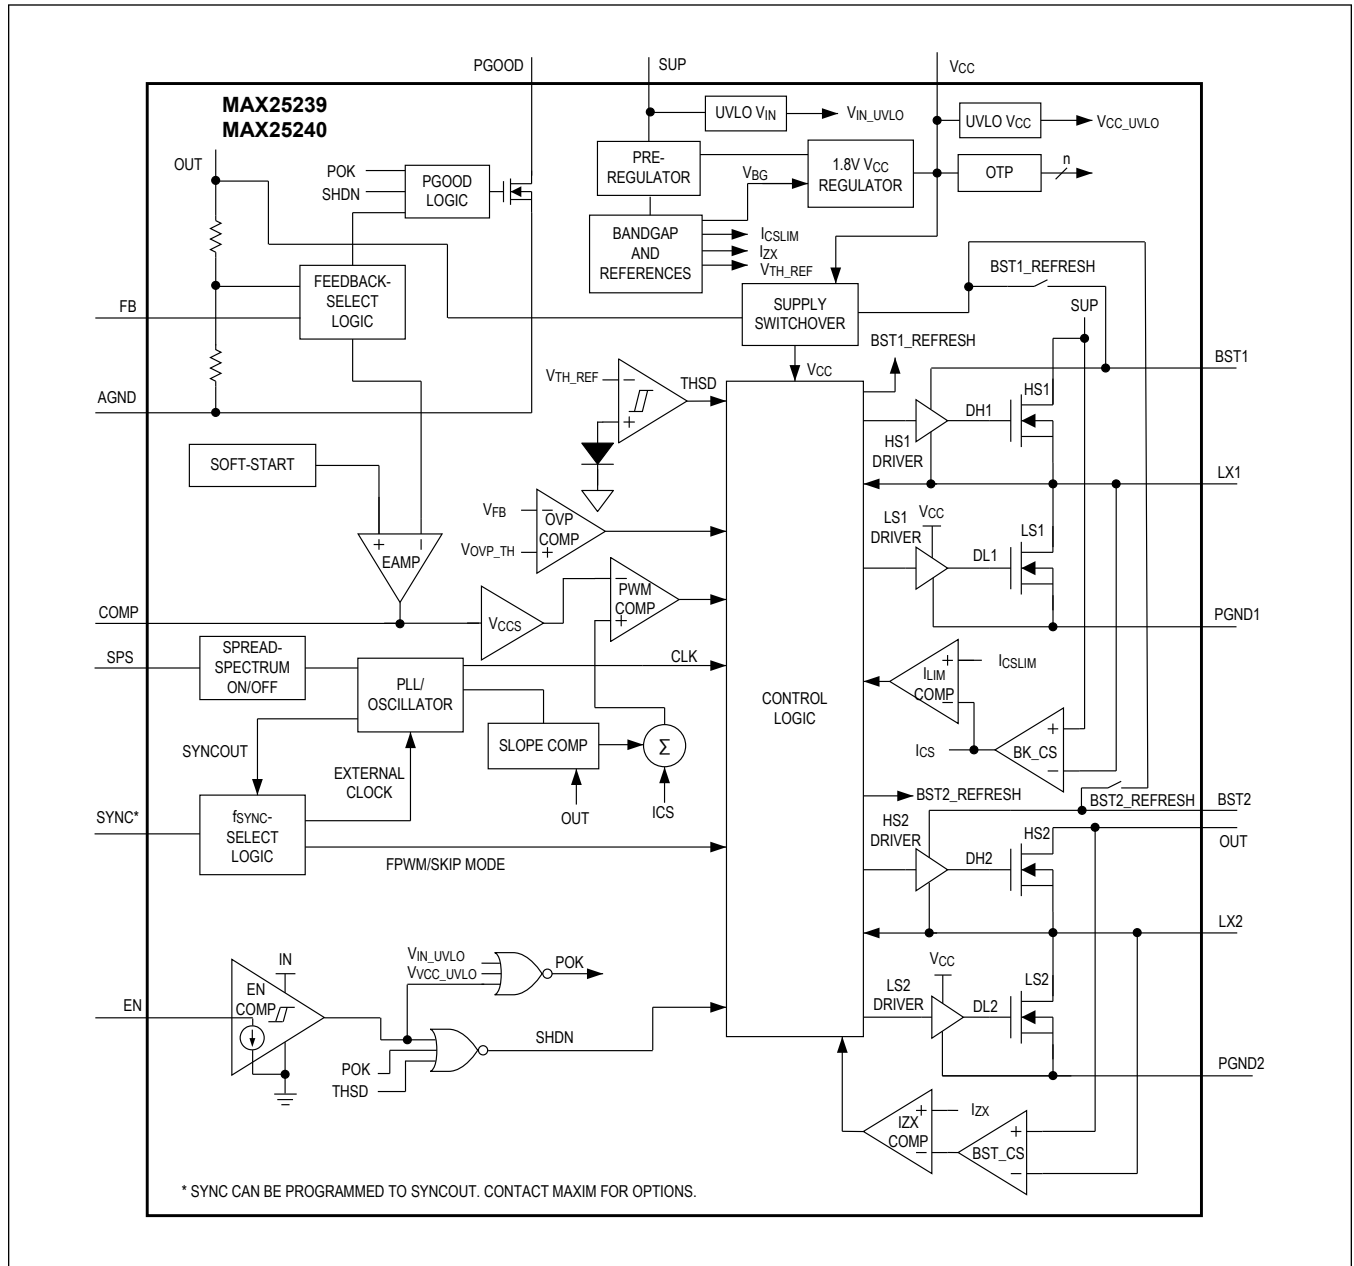 PGOOD
SUP
VCC
MAX25239
MAX25240
OUT
POK
SHDN
PGOOD
LOGIC
UVLO VIN
VIN_UVLO
UVLO VCC
VCC_UVLO
PRE-
REGULATOR
VBG
1.8V VCC
REGULATOR
OTP
n
BANDGAP
AND
REFERENCES
ICSLIM
IZX
VTH_REF
FB
FEEDBACK-
SELECT
LOGIC
SUPPLY
SWITCHOVER
BST1_REFRESH
SUP
BST1_REFRESH
VCC
BST1
AGND
VTH_REF
−
+
THSD
HS1
DH1
HS1
DRIVER
SOFT-START
LX1
VFB
VOVP_TH
−
OVP
COMP
+
LS1
DRIVER
VCC
LS1
DL1
+
−
EAMP
COMP
VCCS
−
PWM
COMP
+
PGND1
SPS
SPREAD-
SPECTRUM
ON/OFF
PLL/
OSCILLATOR
CLK
CONTROL
LOGIC
+
ILIM
COMP
−
ICSLIM
SYNCOUT
EXTERNAL
CLOCK
SLOPE COMP
Σ
OUT
ICS
ICS
+
BK_CS
−
SYNC*
fSYNC-
SELECT
LOGIC
FPWM/SKIP MODE
BST2_REFRESH
BST2_REFRESH
BST2
HS2
DRIVER
HS2
OUT
DH2
LX2
EN
IN
EN
COMP
VIN_UVLO
VVCC_UVLO
POK
SHDN
POK
THSD
VCC
LS2
DRIVER
LS2
DL2
PGND2
+
IZX
COMP
−
IZX
+
BST_CS
−
* SYNC CAN BE PROGRAMMED TO SYNCOUT. CONTACT MAXIM FOR OPTIONS.